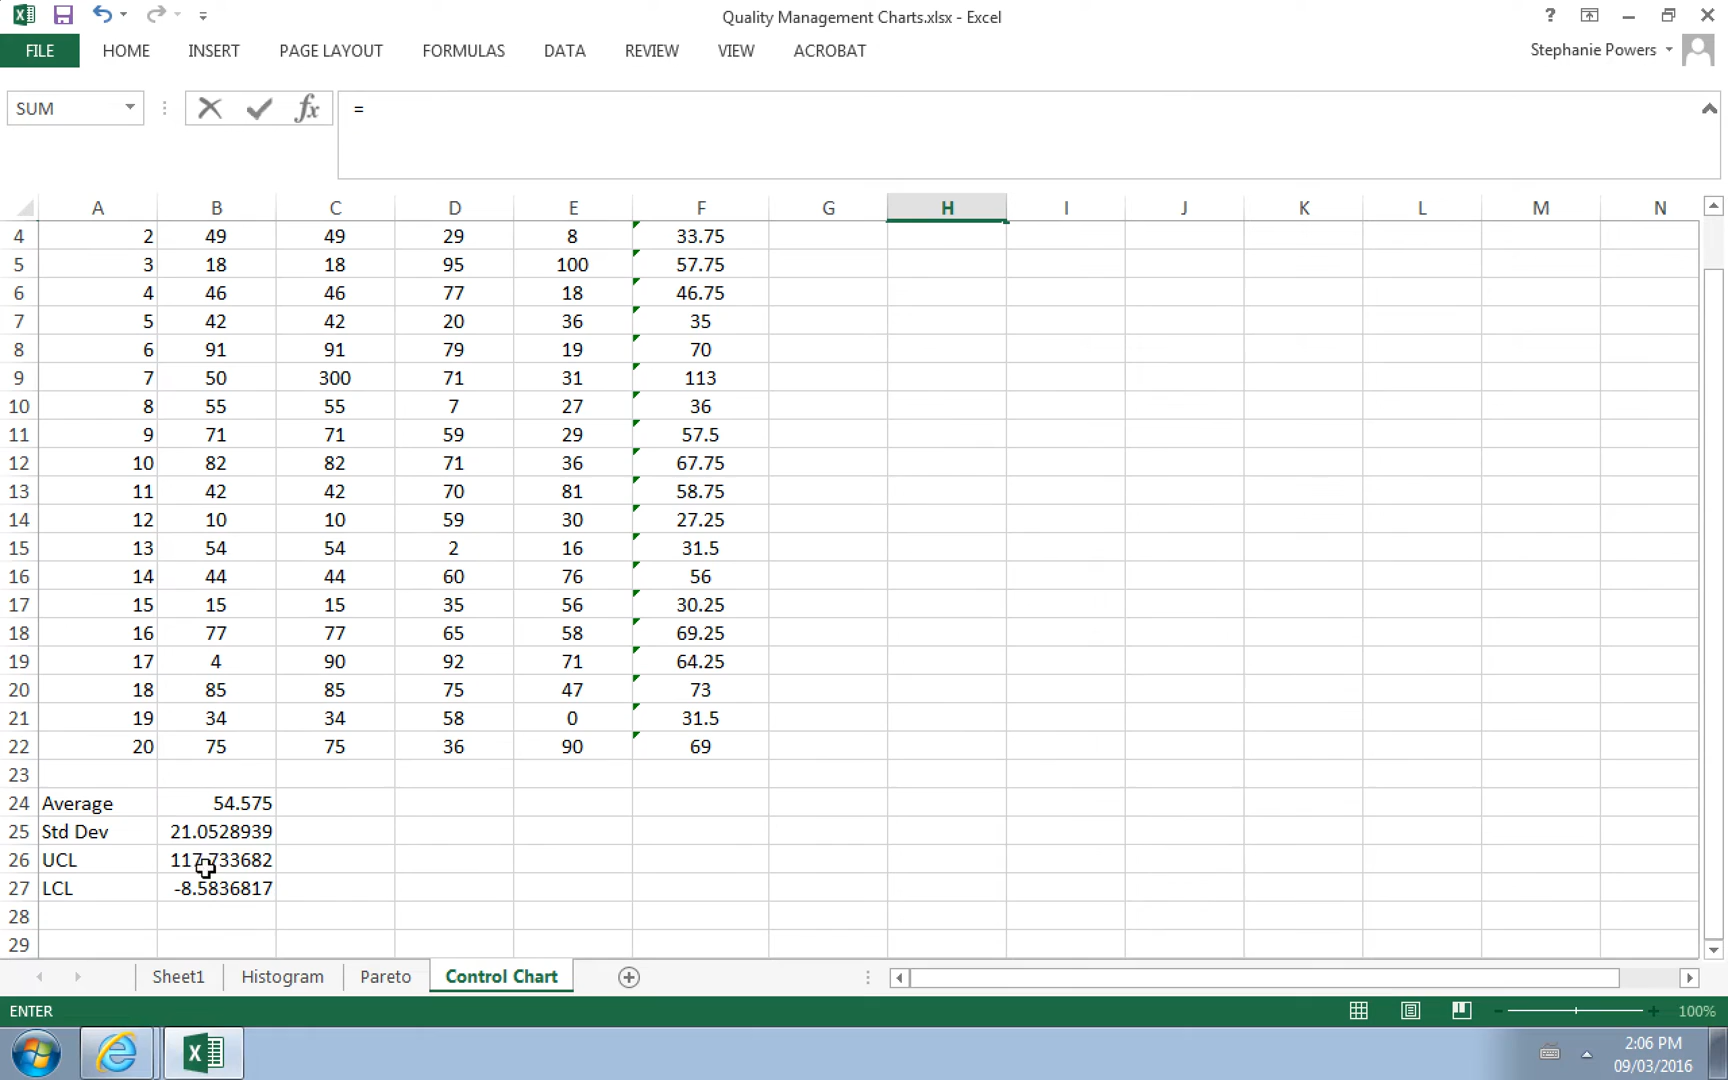 Quality Management Charts.xlsx - Excel
?
FILE HOME INSERT PAGE LAYOUT FORMULAS DATA REVIEW VIEW ACROBAT Stephanie Powers
SUM fx =
A B C D E F G H I J K L M N
4 2 49 49 29 8 33.75
5 3 18 18 95 100 57.75
6 4 46 46 77 18 46.75
7 5 42 42 20 36 35
8 6 91 91 79 19 70
9 7 50 300 71 31 113
10 8 55 55 7 27 36
11 9 71 71 59 29 57.5
12 10 82 82 71 36 67.75
13 11 42 42 70 81 58.75
14 12 10 10 59 30 27.25
15 13 54 54 2 16 31.5
16 14 44 44 60 76 56
17 15 15 15 35 56 30.25
18 16 77 77 65 58 69.25
19 17 4 90 92 71 64.25
20 18 85 85 75 47 73
21 19 34 34 58 0 31.5
22 20 75 75 36 90 69
23
24 Average 54.575
25 Std Dev 21.0528939
26 UCL 117.733682
27 LCL -8.5836817
28
29
Sheet1 Histogram Pareto Control Chart
ENTER 100%
2:06 PM
09/03/2016